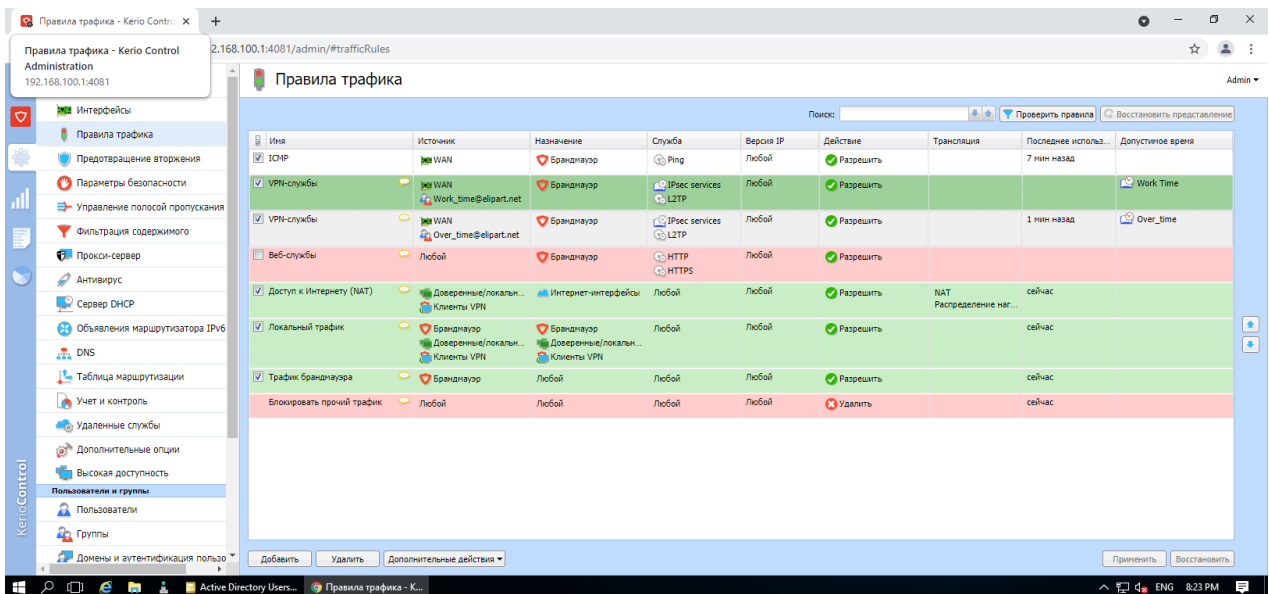 Правила трафика - Kerio Contro
Правила трафика - Kerio Control
Administration
192.168.100.1:4081
2.168.100.1:4081/admin/#trafficRules
Правила трафика
Admin
Интерфейсы
Правила трафика
Предотвращение вторжения
Параметры безопасности
Управление полосой пропускания
Фильтрация содержимого
Прокси-сервер
Антивирус
Сервер DHCP
Объявления маршрутизатора IPv6
DNS
Таблица маршрутизации
Учет и контроль
Удаленные службы
Дополнительные опции
Высокая доступность
Пользователи и группы
Пользователи
Группы
Домены и аутентификация пользо
KerioControl
Поиск:
Проверить правила
Восстановить представление
Имя Источник Назначение Служба Версия IP Действие Трансляция Последнее использ... Допустимое время
ICMP WAN Брандмауэр Ping Любой Разрешить 7 мин назад
VPN-службы WAN Брандмауэр IPsec services Любой Разрешить Work Time
Work_time@elipart.net L2TP
VPN-службы WAN Брандмауэр IPsec services Любой Разрешить 1 мин назад Over_time
Over_time@elipart.net L2TP
Веб-службы Любой Брандмауэр HTTP Любой Разрешить
HTTPS
Доступ к Интернету (NAT) Доверенные/локальн... Интернет-интерфейсы Любой Любой Разрешить NAT сейчас
Клиенты VPN Распределение наг...
Локальный трафик Брандмауэр Брандмауэр Любой Любой Разрешить сейчас
Доверенные/локальн... Доверенные/локальн...
Клиенты VPN Клиенты VPN
Трафик брандмауэра Брандмауэр Любой Любой Любой Разрешить сейчас
Блокировать прочий трафик Любой Любой Любой Любой Удалить сейчас
Добавить
Удалить
Дополнительные действия
Применить
Восстановить
Active Directory Users...
Правила трафика - K...
ENG
8:23 PM